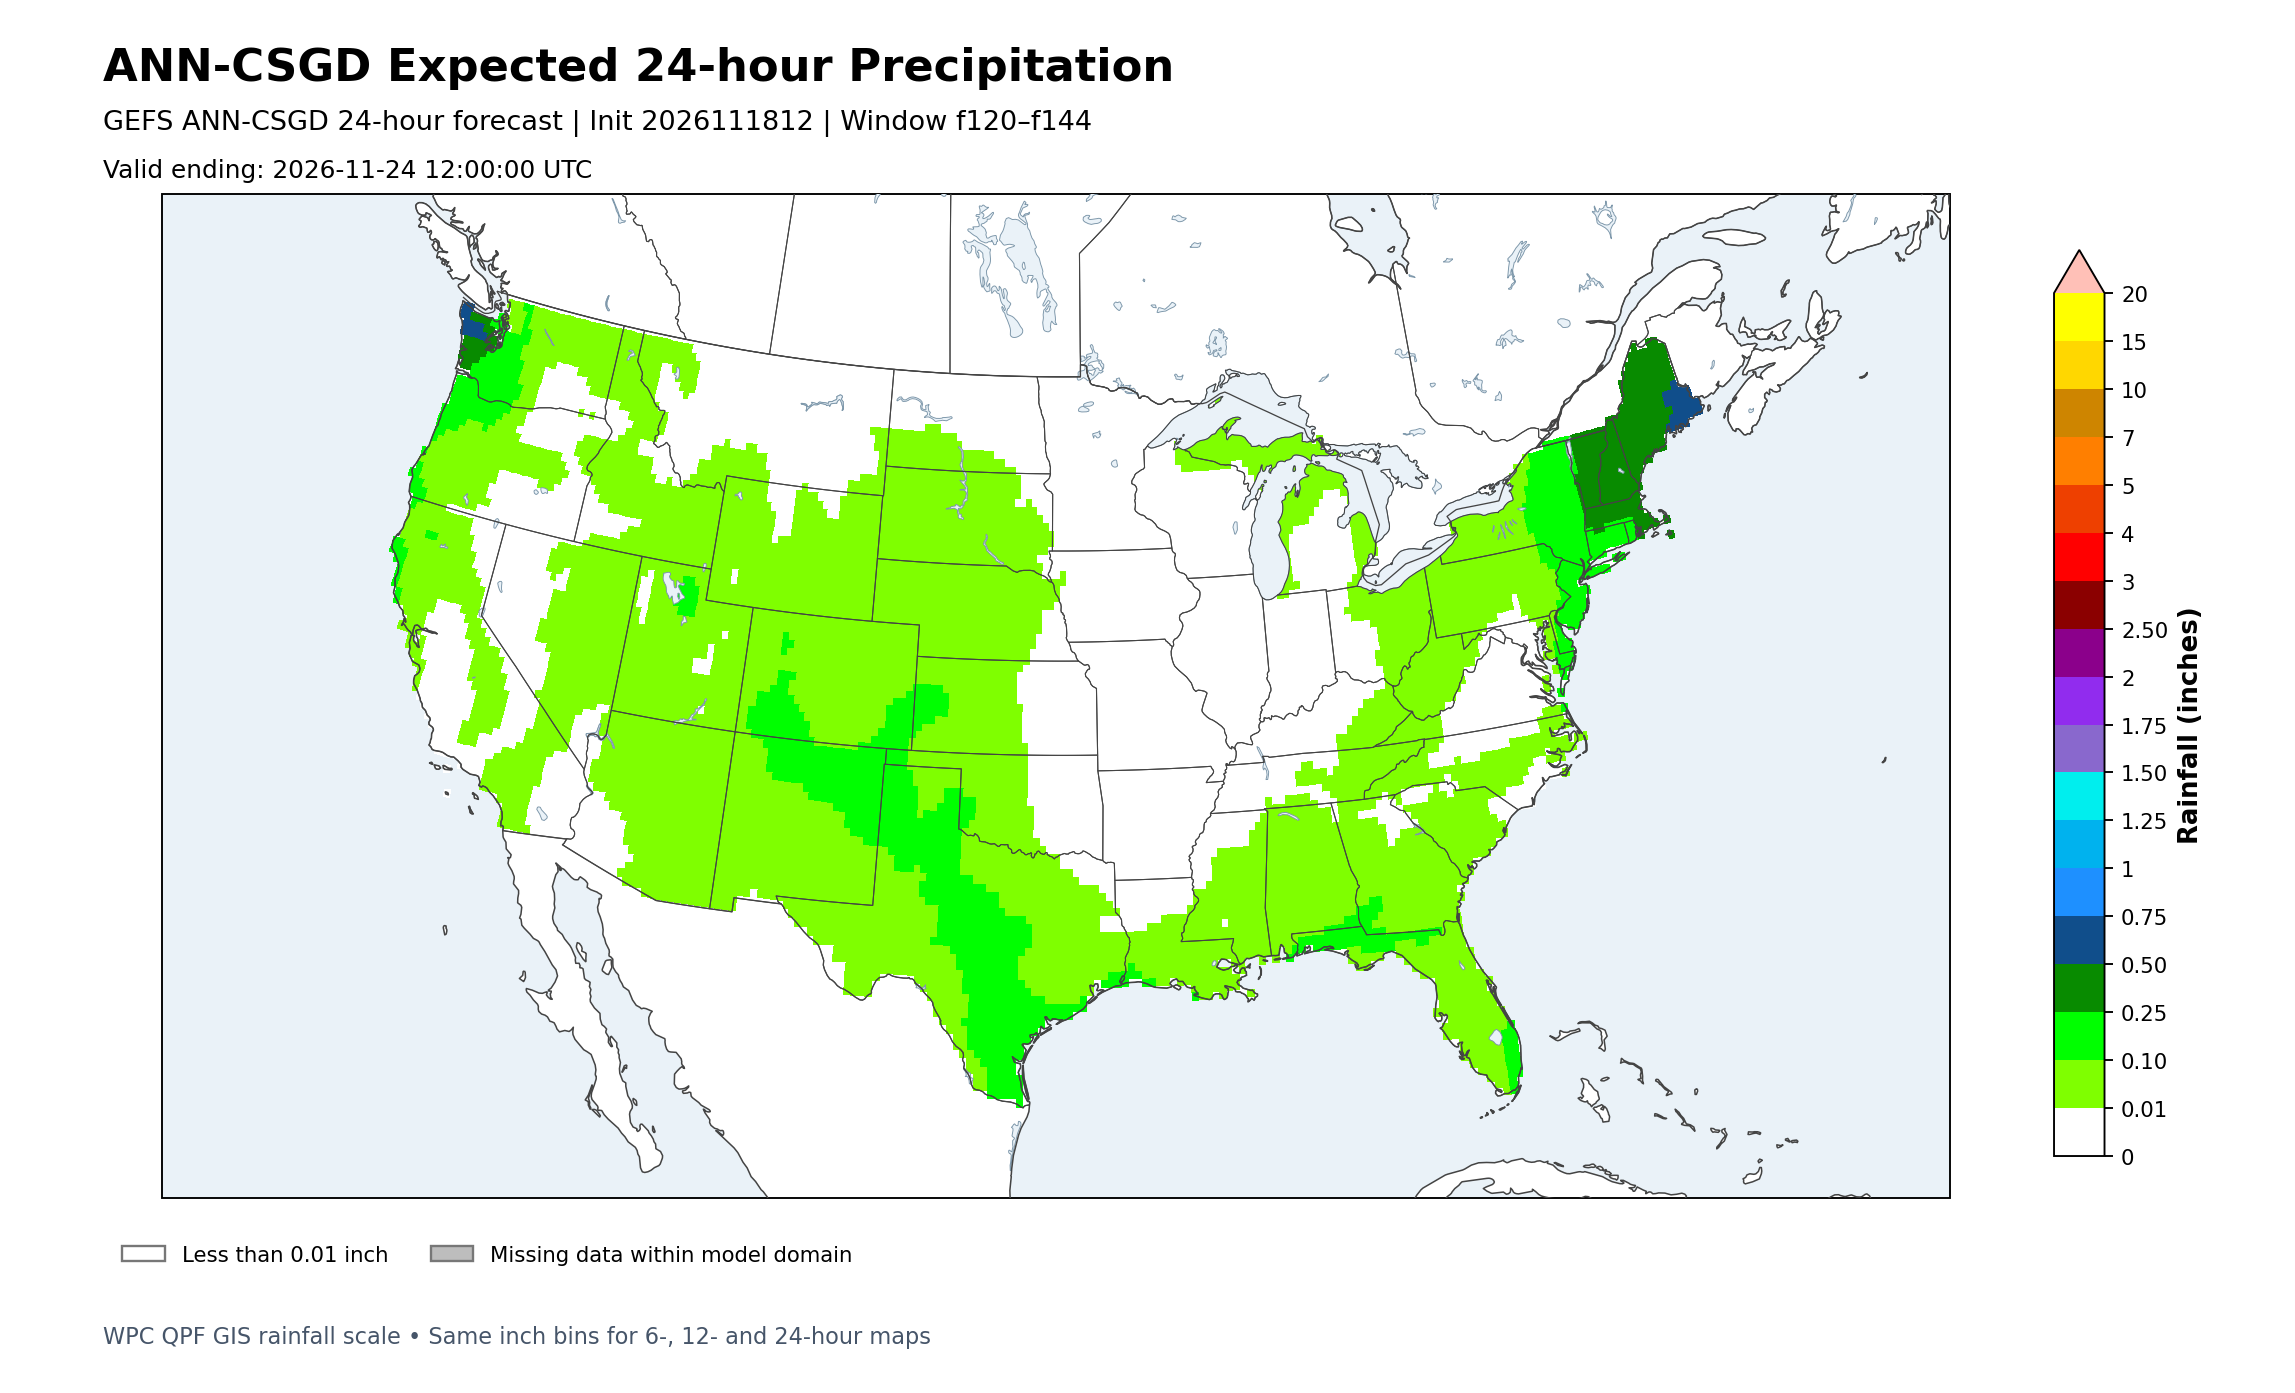 ANN-CSGD Expected 24-hour Precipitation
GEFS ANN-CSGD 24-hour forecast | Init 2026111812 | Window f120–f144
Valid ending: 2026-11-24 12:00:00 UTC
20
15
10
7
5
4
3
2.50
2
1.75
1.50
1.25
1
0.75
0.50
0.25
0.10
0.01
0
Rainfall (inches)
Less than 0.01 inch
Missing data within model domain
WPC QPF GIS rainfall scale • Same inch bins for 6-, 12- and 24-hour maps